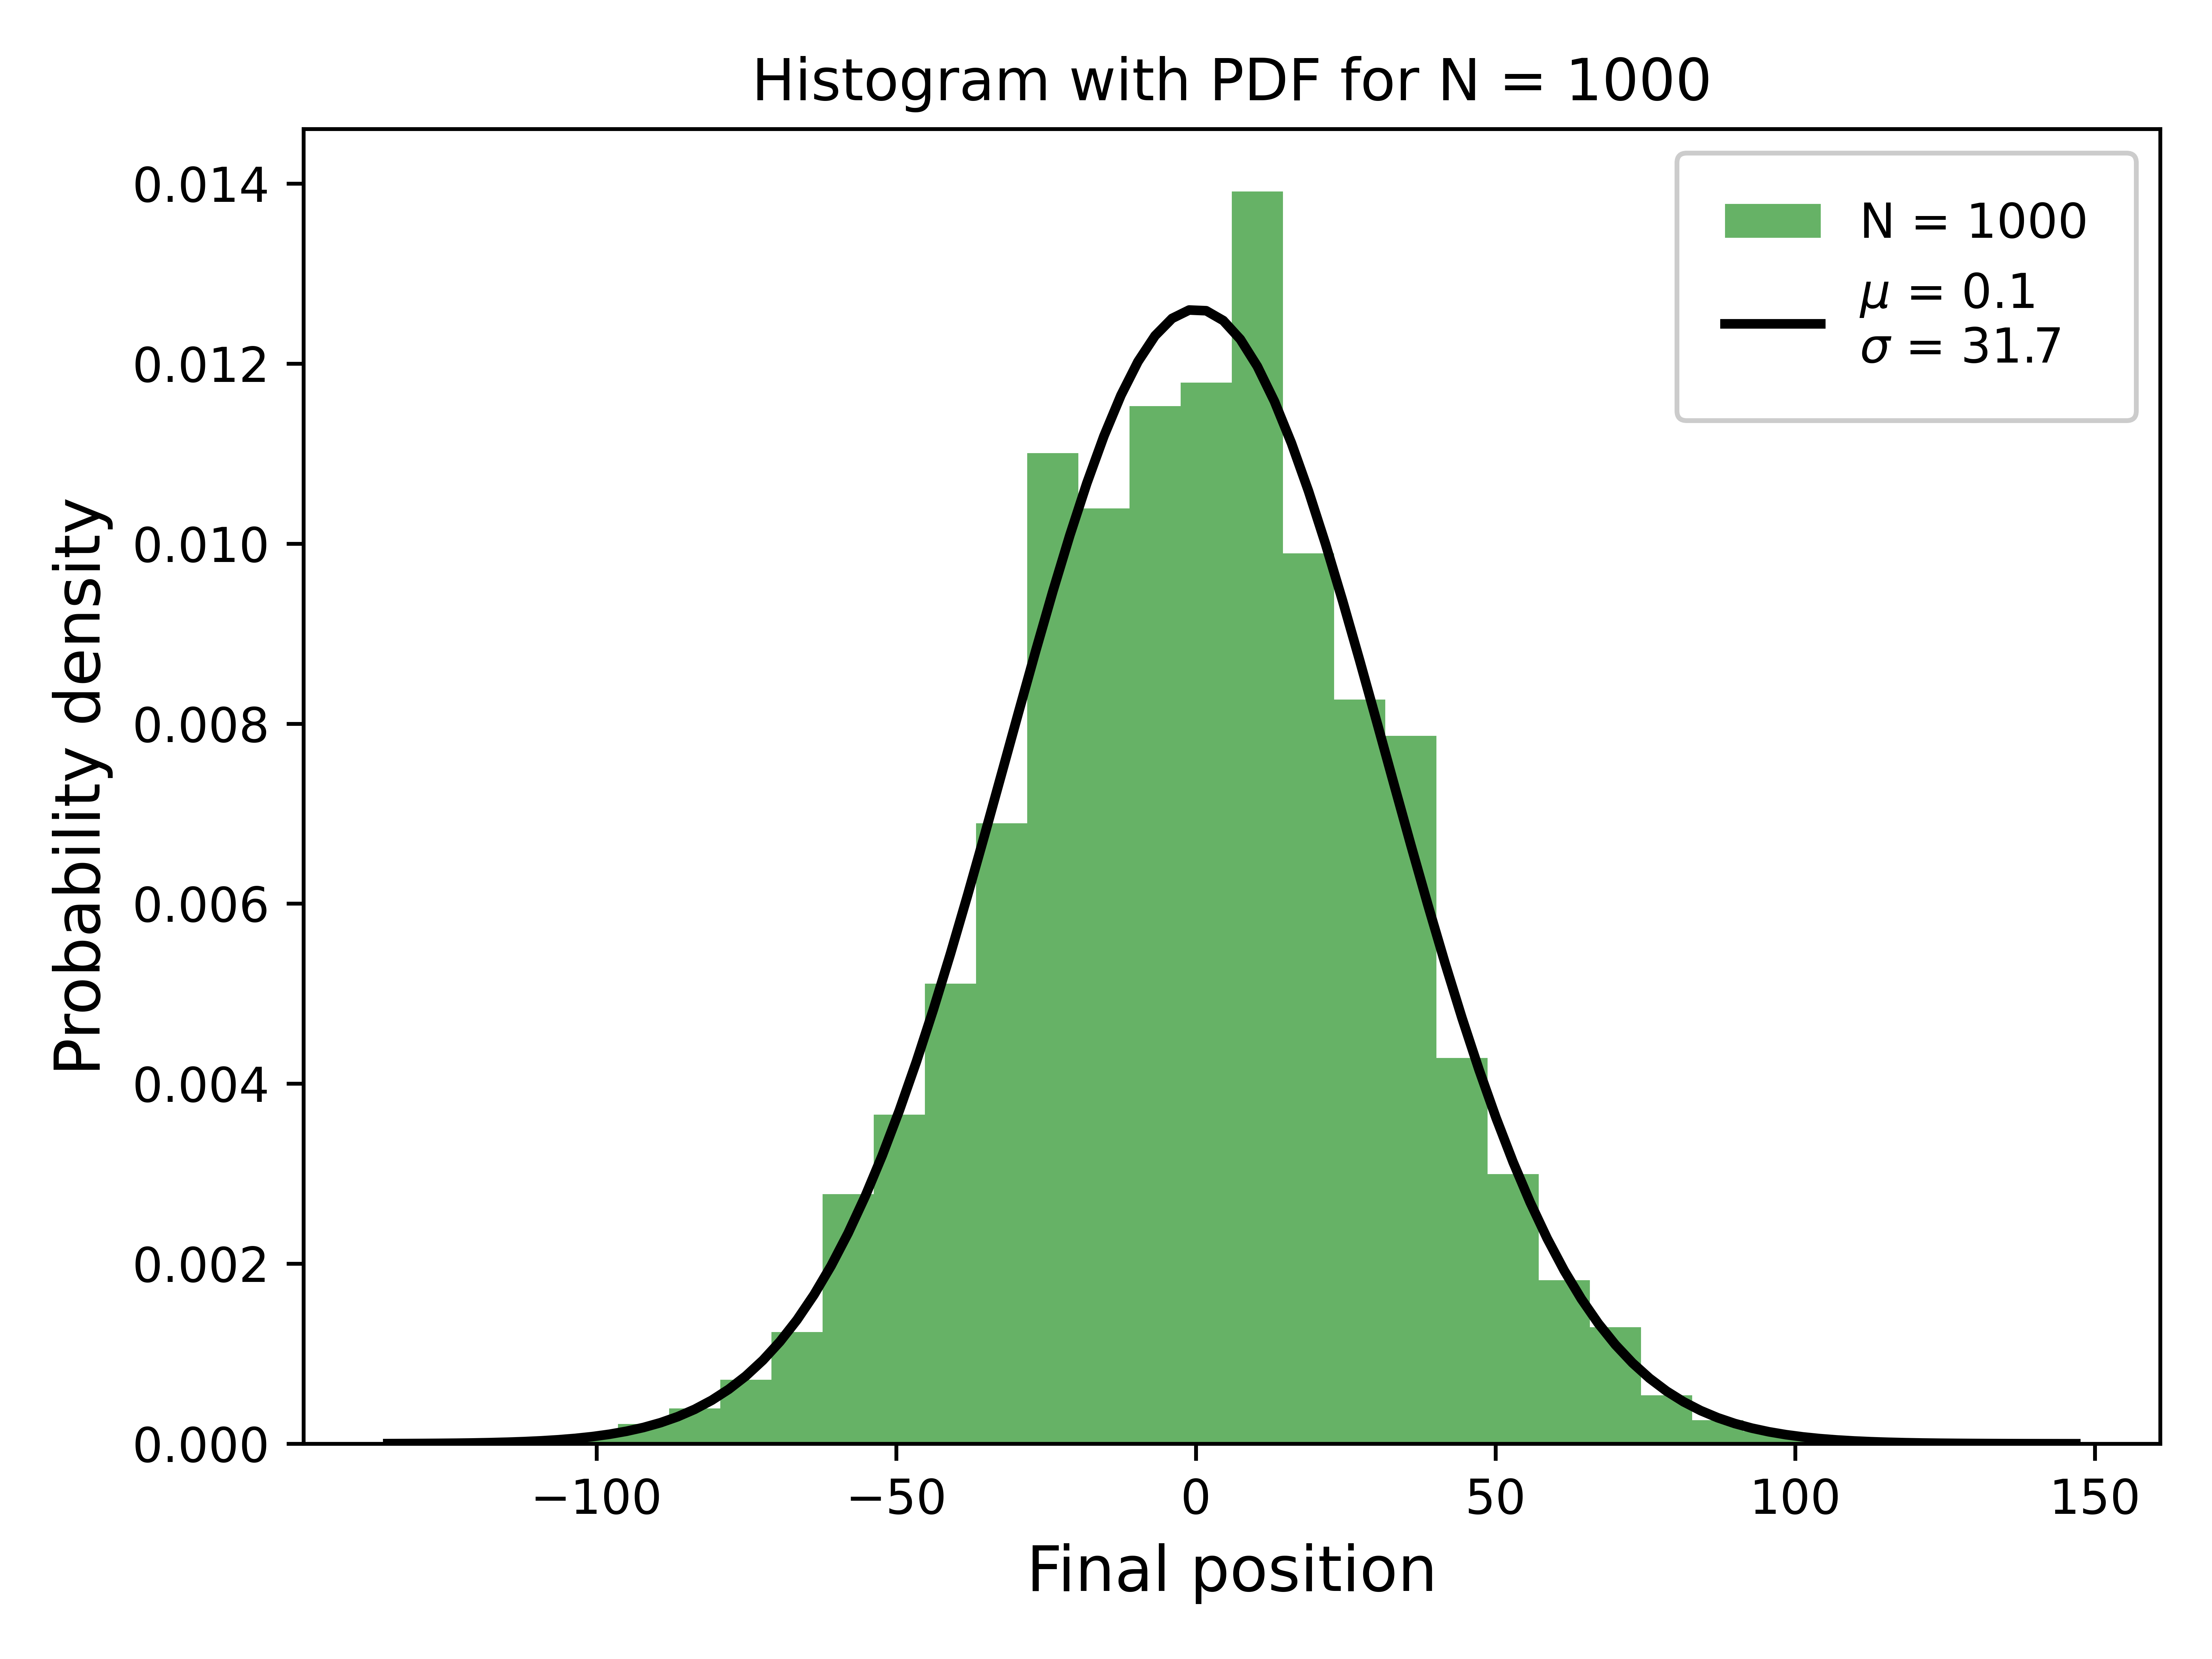 Histogram with PDF for N = 1000
N = 1000
μ = 0.1
σ = 31.7
Probability density
0.014
0.012
0.010
0.008
0.006
0.004
0.002
0.000
−100 −50 0 50 100 150
Final position